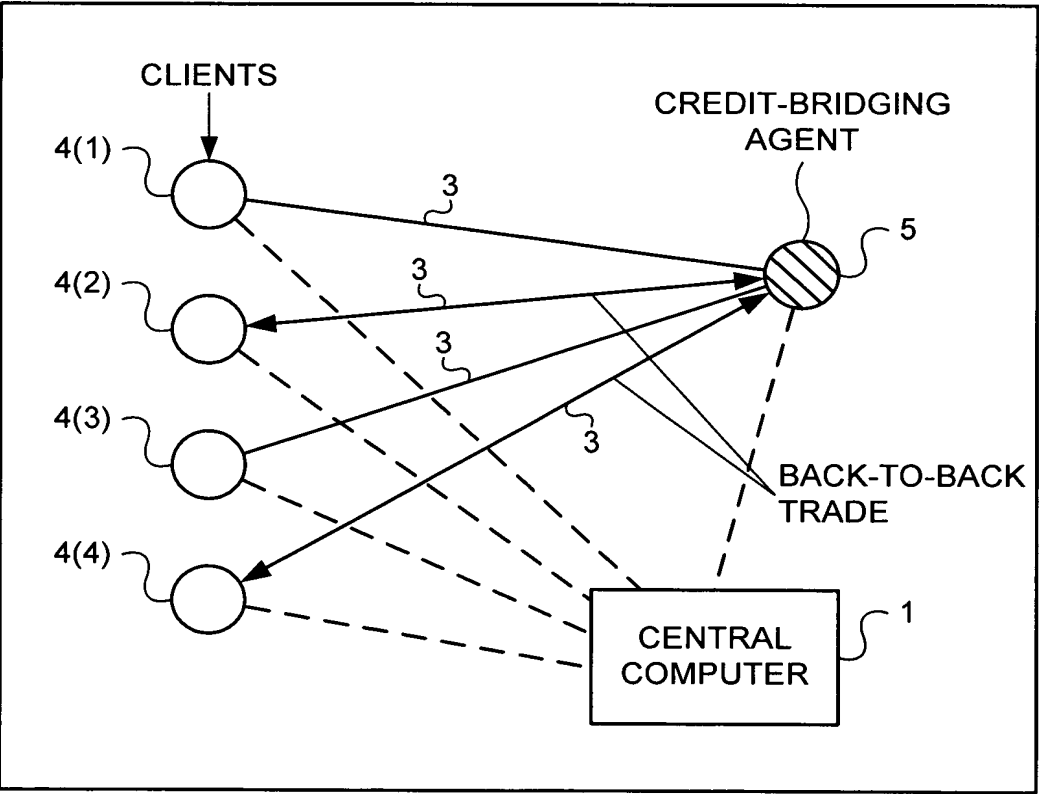 CLIENTS
CREDIT-BRIDGING
AGENT
4(1)
3
5
4(2)
3
3
4(3)
3
BACK-TO-BACK
TRADE
4(4)
1
CENTRAL
COMPUTER